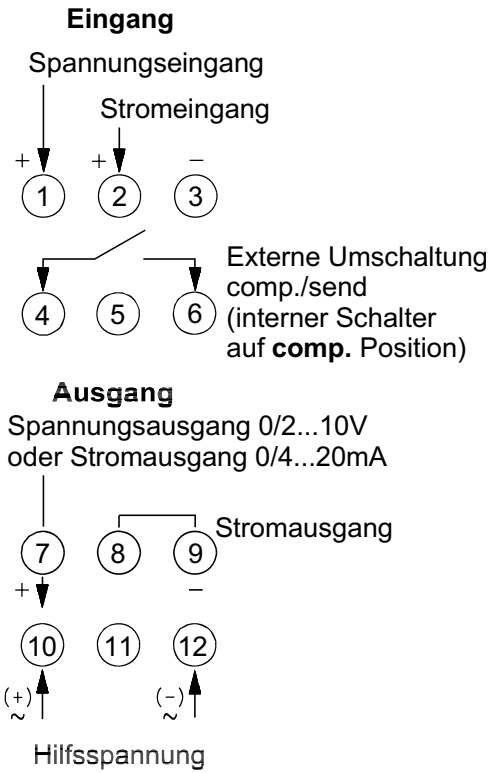 Eingang
Spannungseingang
Stromeingang
+ + −
1 2 3
4 5 6
Externe Umschaltung
comp./send
(interner Schalter
auf comp. Position)
Ausgang
Spannungsausgang 0/2...10V
oder Stromausgang 0/4...20mA
Stromausgang
7 8 9
+ −
10 11 12
(+) (−)
~ ~
Hilfsspannung